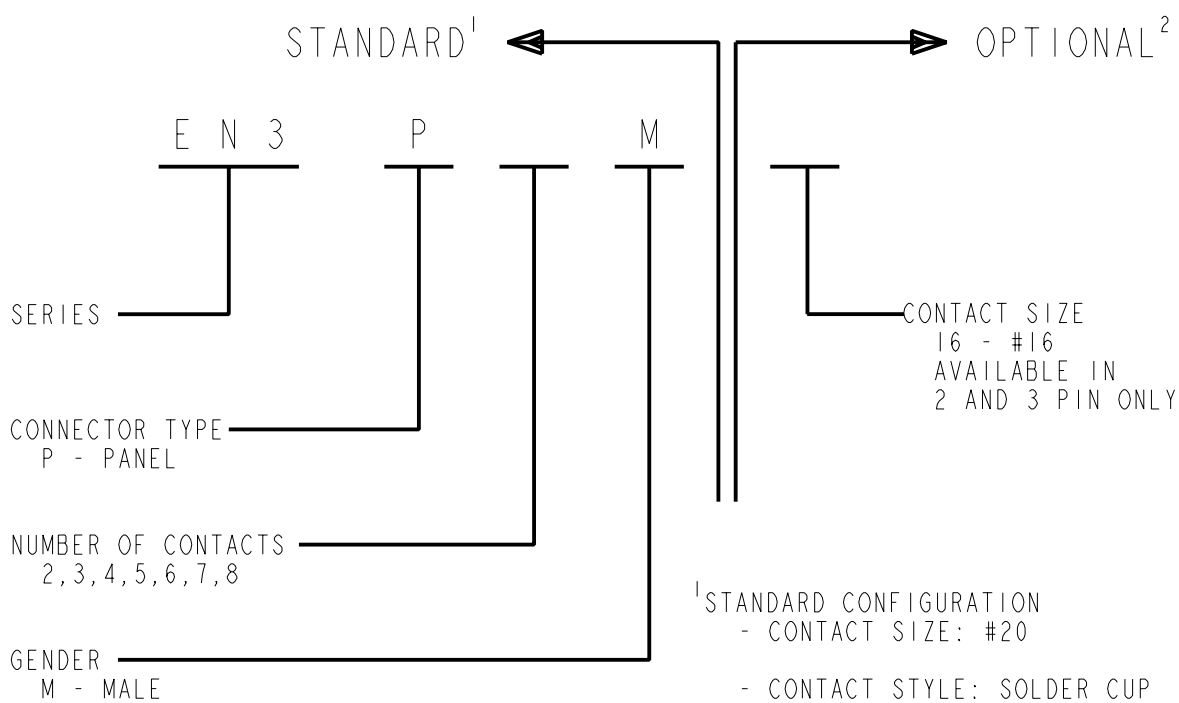 STANDARD¹ OPTIONAL²
EN3 P M
SERIES
CONTACT SIZE
16 - #16
AVAILABLE IN
2 AND 3 PIN ONLY
CONNECTOR TYPE
P - PANEL
NUMBER OF CONTACTS
2,3,4,5,6,7,8
GENDER
M - MALE
¹STANDARD CONFIGURATION
- CONTACT SIZE: #20
- CONTACT STYLE: SOLDER CUP